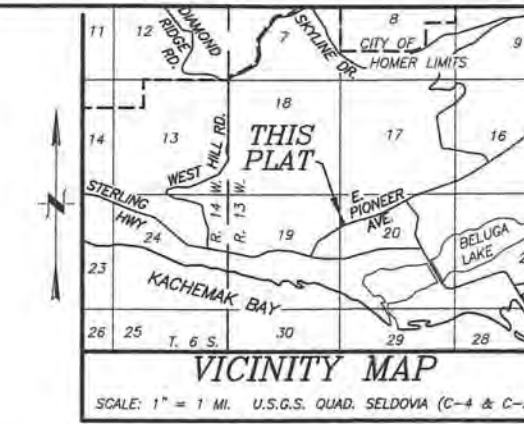 11
12
DIAMOND
RIDGE
RD.
7
SKYLINE DR.
8
CITY OF
HOMER LIMITS
9
14
13
WEST HILL RD.
18
THIS
PLAT
17
16
STERLING
HWY
24
R. 14 W.
R. 13 W.
19
E.
PIONEER
AVE.
20
BELUGA
LAKE
23
KACHEMAK BAY
26
25
T. 6 S.
30
29
28
VICINITY MAP
SCALE: 1" = 1 MI. U.S.G.S. QUAD. SELDOVIA (C-4 & C-